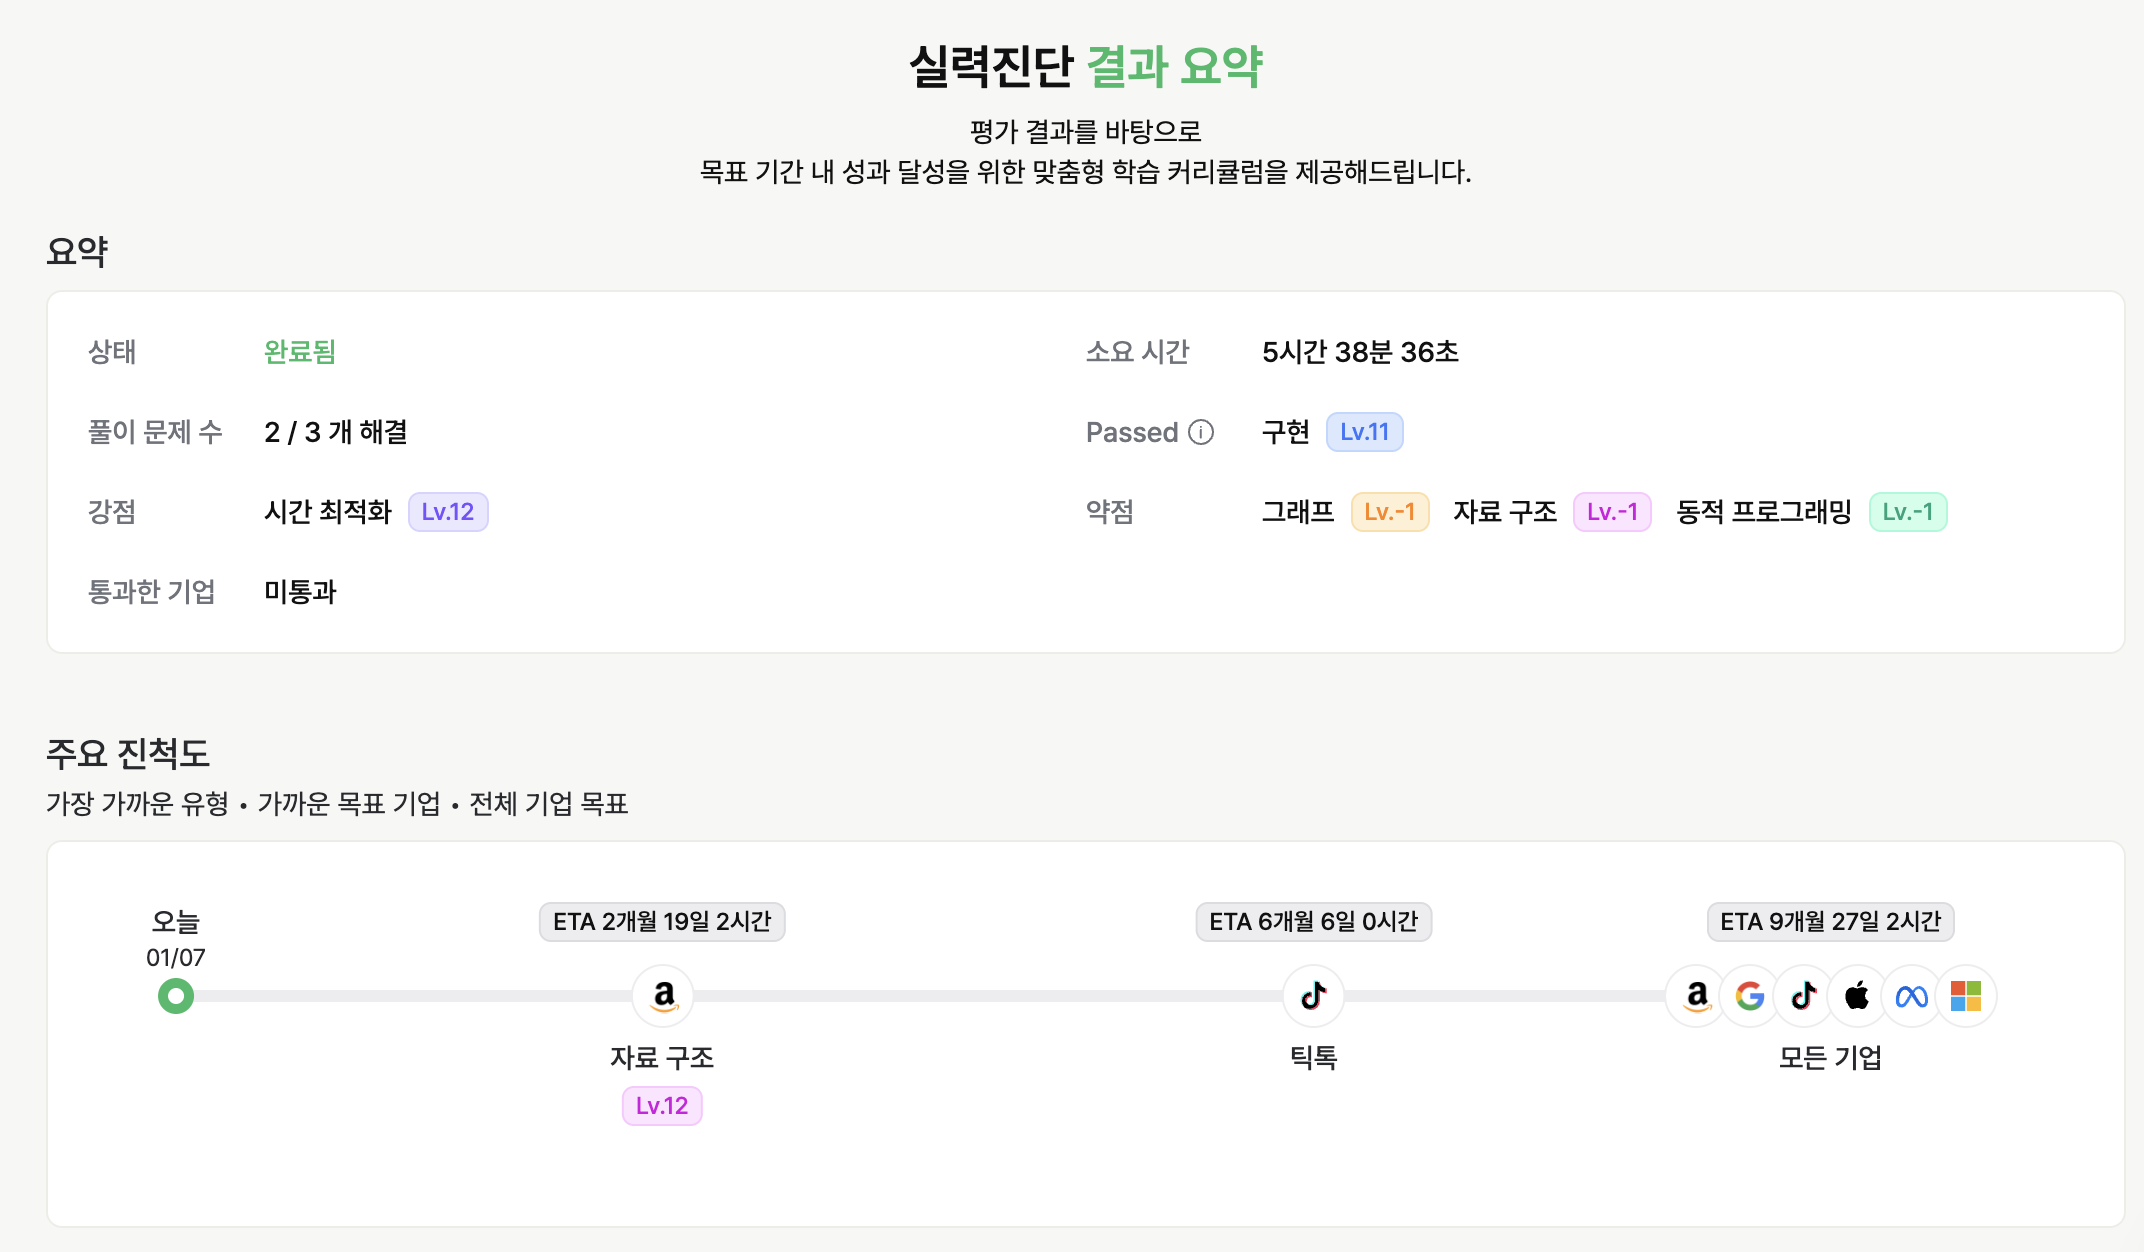 실력진단 결과 요약
평가 결과를 바탕으로
목표 기간 내 성과 달성을 위한 맞춤형 학습 커리큘럼을 제공해드립니다.
요약
상태 완료됨
소요 시간 5시간 38분 36초
풀이 문제 수 2 / 3 개 해결
Passed 구현 Lv.11
강점 시간 최적화 Lv.12
약점 그래프 Lv.-1 자료 구조 Lv.-1 동적 프로그래밍 Lv.-1
통과한 기업 미통과
주요 진척도
가장 가까운 유형 • 가까운 목표 기업 • 전체 기업 목표
오늘
01/07
ETA 2개월 19일 2시간
자료 구조
Lv.12
ETA 6개월 6일 0시간
틱톡
ETA 9개월 27일 2시간
모든 기업